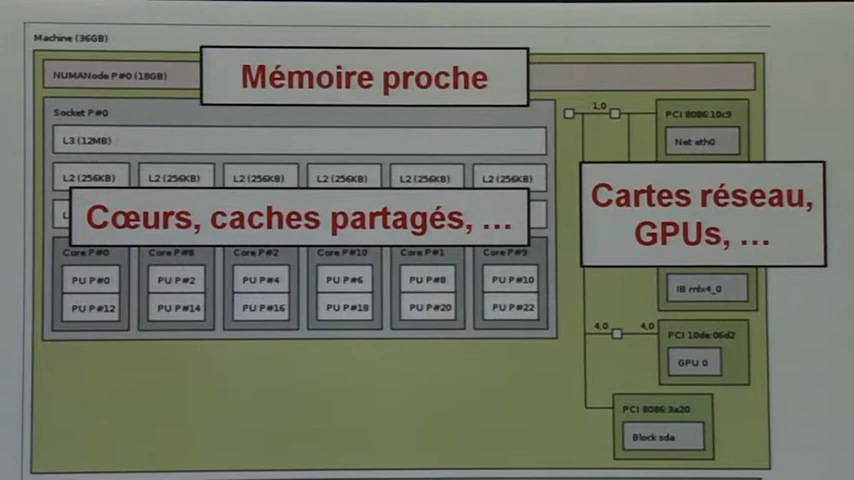 Machine (36GB)
NUMANode P#0 (18GB)
Mémoire proche
Socket P#0
L3 (12MB)
L2 (256KB) L2 (256KB) L2 (256KB) L2 (256KB) L2 (256KB) L2 (256KB)
Cœurs, caches partagés, ...
Core P#0 Core P#8 Core P#2 Core P#10 Core P#1 Core P#9
PU P#0 PU P#2 PU P#4 PU P#6 PU P#8 PU P#10
PU P#12 PU P#14 PU P#16 PU P#18 PU P#20 PU P#22
1,0
PCI 8086:10c9
Net eth0
Cartes réseau,
GPUs, ...
IB mlx4_0
4,0 4,0
PCI 10de:06d2
GPU 0
PCI 8086:3a20
Block sda